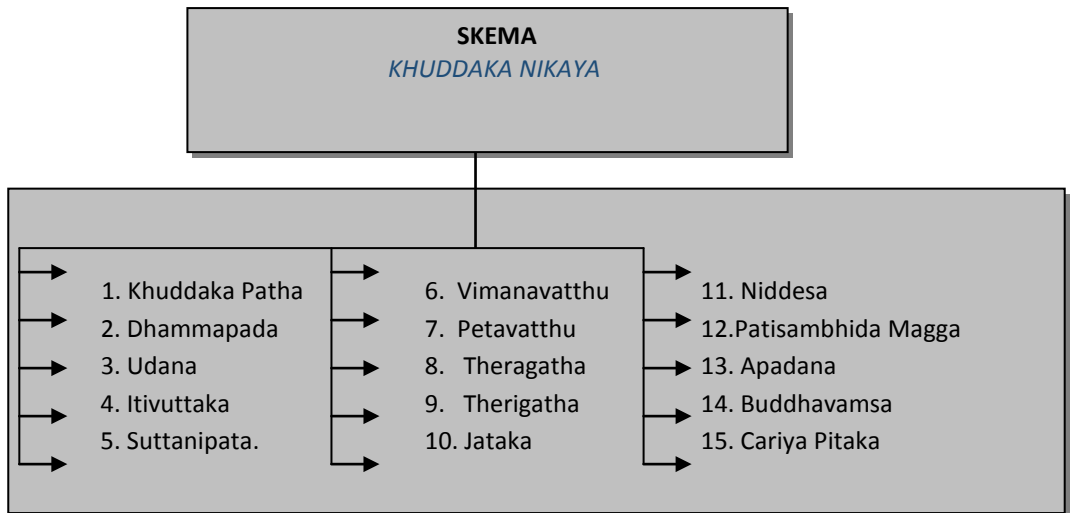 SKEMA
KHUDDAKA NIKAYA
1. Khuddaka Patha
2. Dhammapada
3. Udana
4. Itivuttaka
5. Suttanipata.
6. Vimanavatthu
7. Petavatthu
8. Theragatha
9. Therigatha
10. Jataka
11. Niddesa
12.Patisambhida Magga
13. Apadana
14. Buddhavamsa
15. Cariya Pitaka